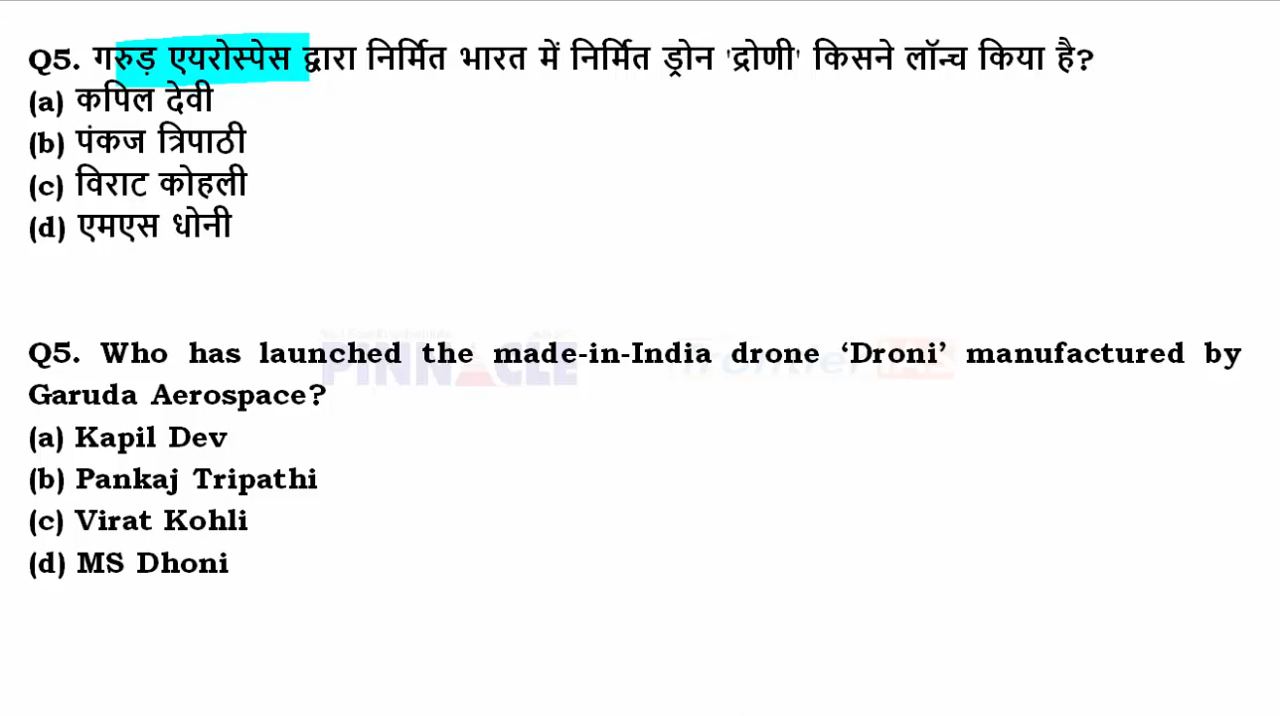 Q5. गरुड़ एयरोस्पेस द्वारा निर्मित भारत में निर्मित ड्रोन 'द्रोणी' किसने लॉन्च किया है?
(a) कपिल देवी
(b) पंकज त्रिपाठी
(c) विराट कोहली
(d) एमएस धोनी
Q5. Who has launched the made-in-India drone ‘Droni’ manufactured by
PINNACLE
Garuda Aerospace?
(a) Kapil Dev
(b) Pankaj Tripathi
(c) Virat Kohli
(d) MS Dhoni